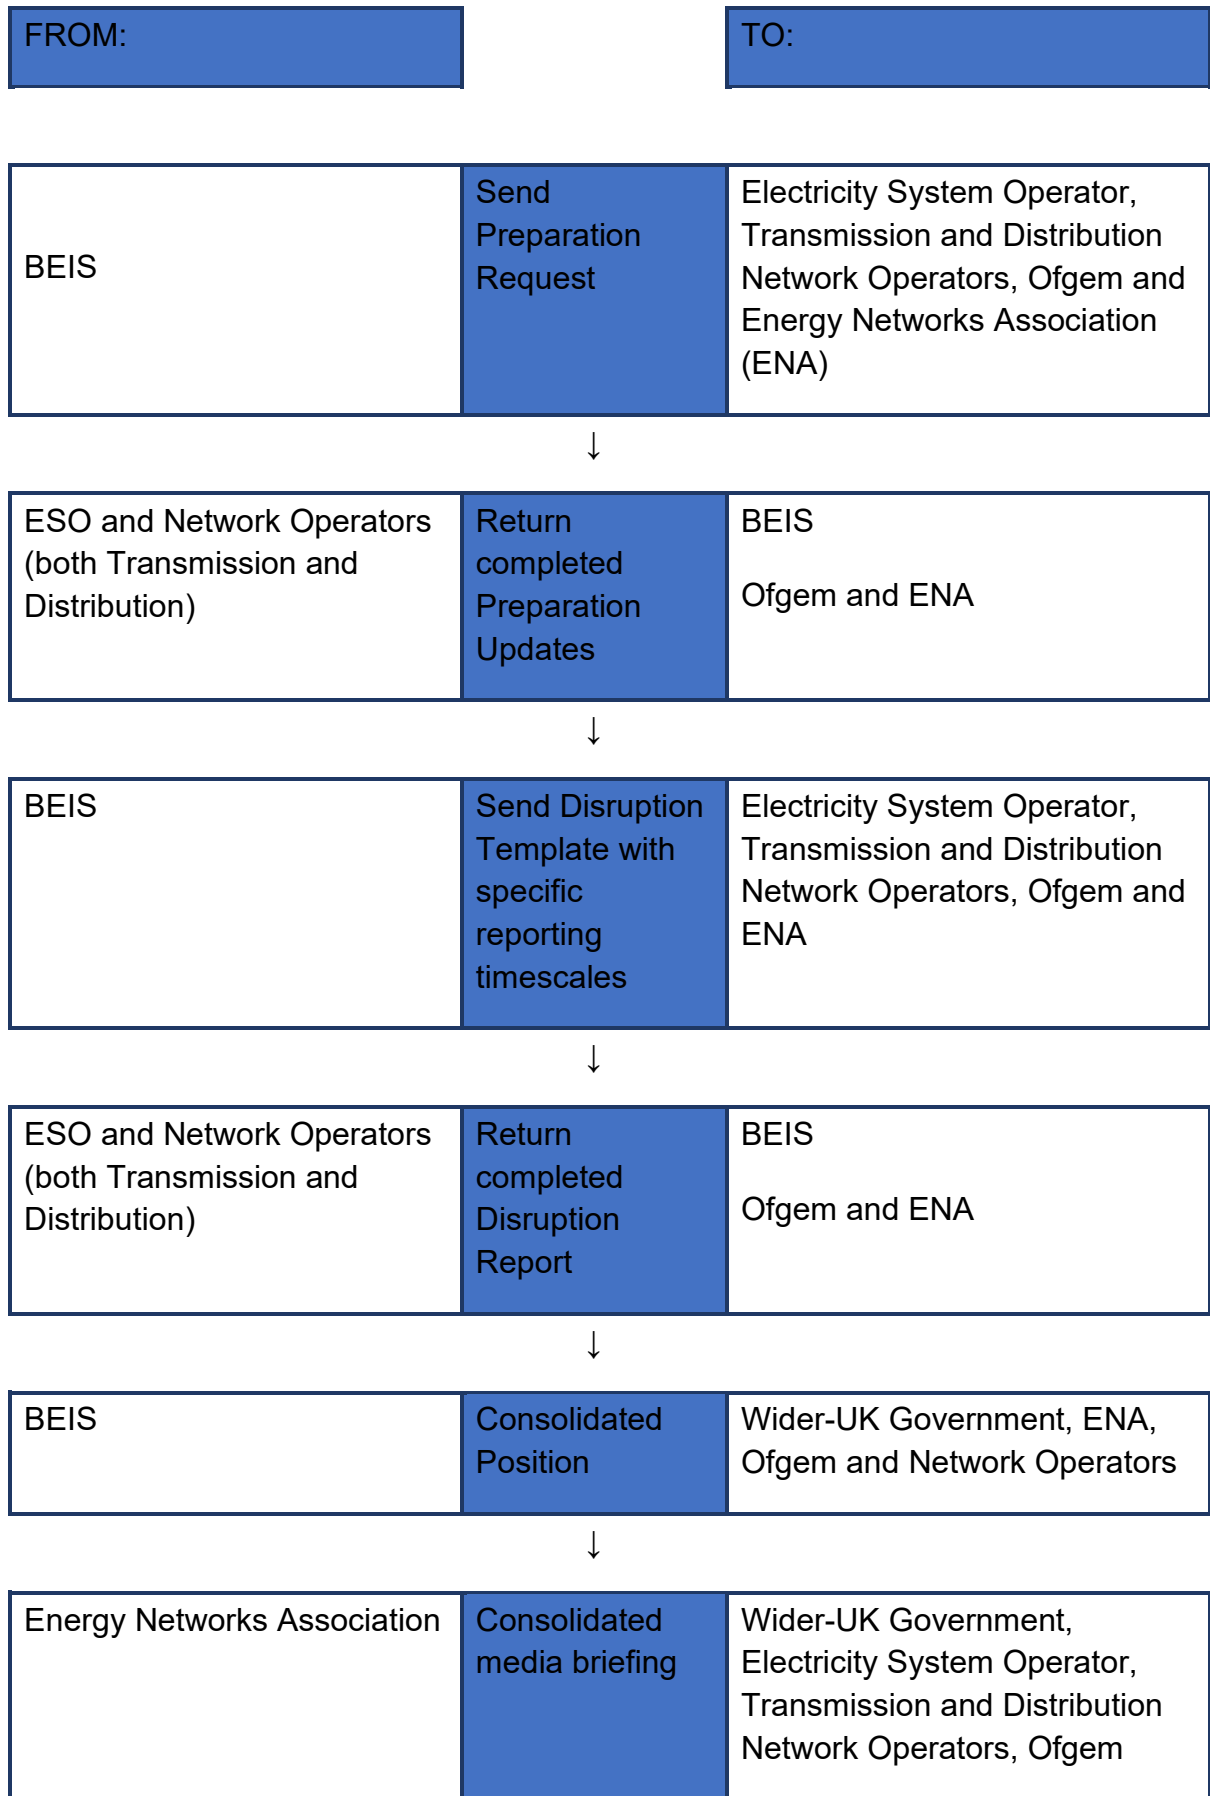 FROM:
TO:
BEIS
Send
Preparation
Request
Electricity System Operator,
Transmission and Distribution
Network Operators, Ofgem and
Energy Networks Association
(ENA)
↓
ESO and Network Operators
(both Transmission and
Distribution)
Return
completed
Preparation
Updates
BEIS
Ofgem and ENA
↓
BEIS
Send Disruption
Template with
specific
reporting
timescales
Electricity System Operator,
Transmission and Distribution
Network Operators, Ofgem and
ENA
↓
ESO and Network Operators
(both Transmission and
Distribution)
Return
completed
Disruption
Report
BEIS
Ofgem and ENA
↓
BEIS
Consolidated
Position
Wider-UK Government, ENA,
Ofgem and Network Operators
↓
Energy Networks Association
Consolidated
media briefing
Wider-UK Government,
Electricity System Operator,
Transmission and Distribution
Network Operators, Ofgem